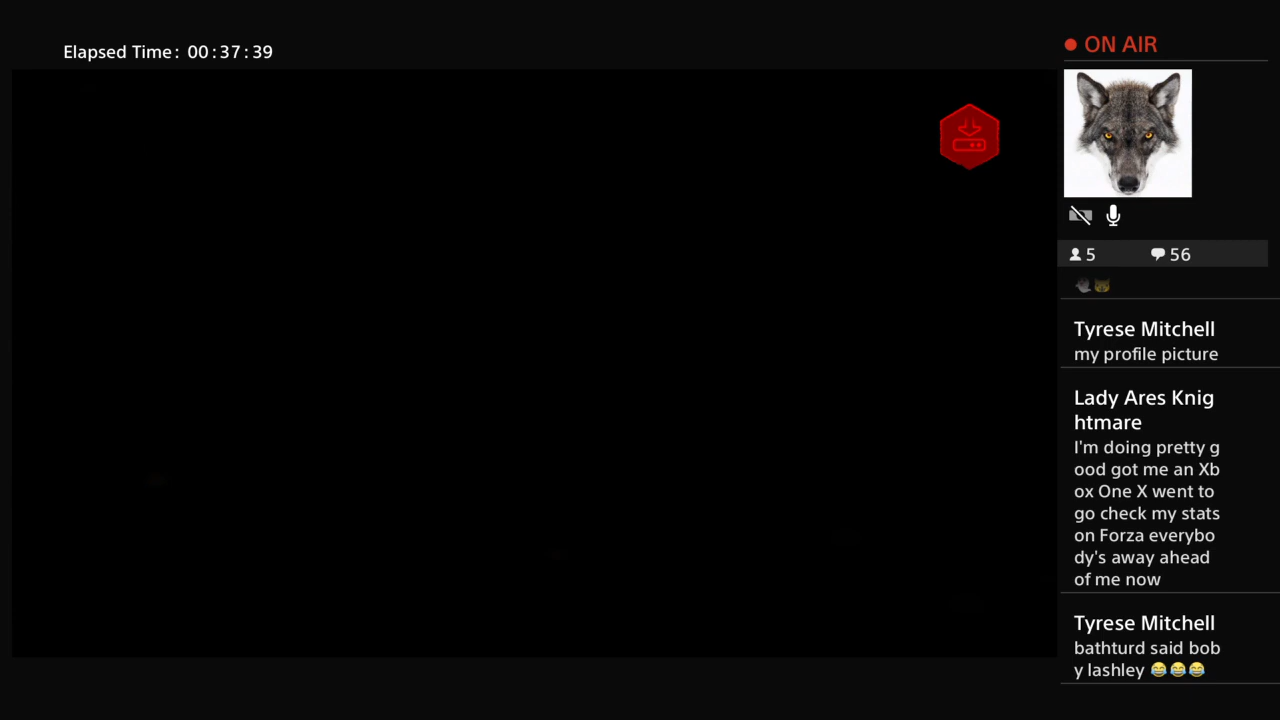 Elapsed Time: 00:37:39
ON AIR
5 56
Tyrese Mitchell
my profile picture
Lady Ares Knig
htmare
I'm doing pretty g
ood got me an Xb
ox One X went to
go check my stats
on Forza everybo
dy's away ahead
of me now
Tyrese Mitchell
bathturd said bob
y lashley 😂😂😂